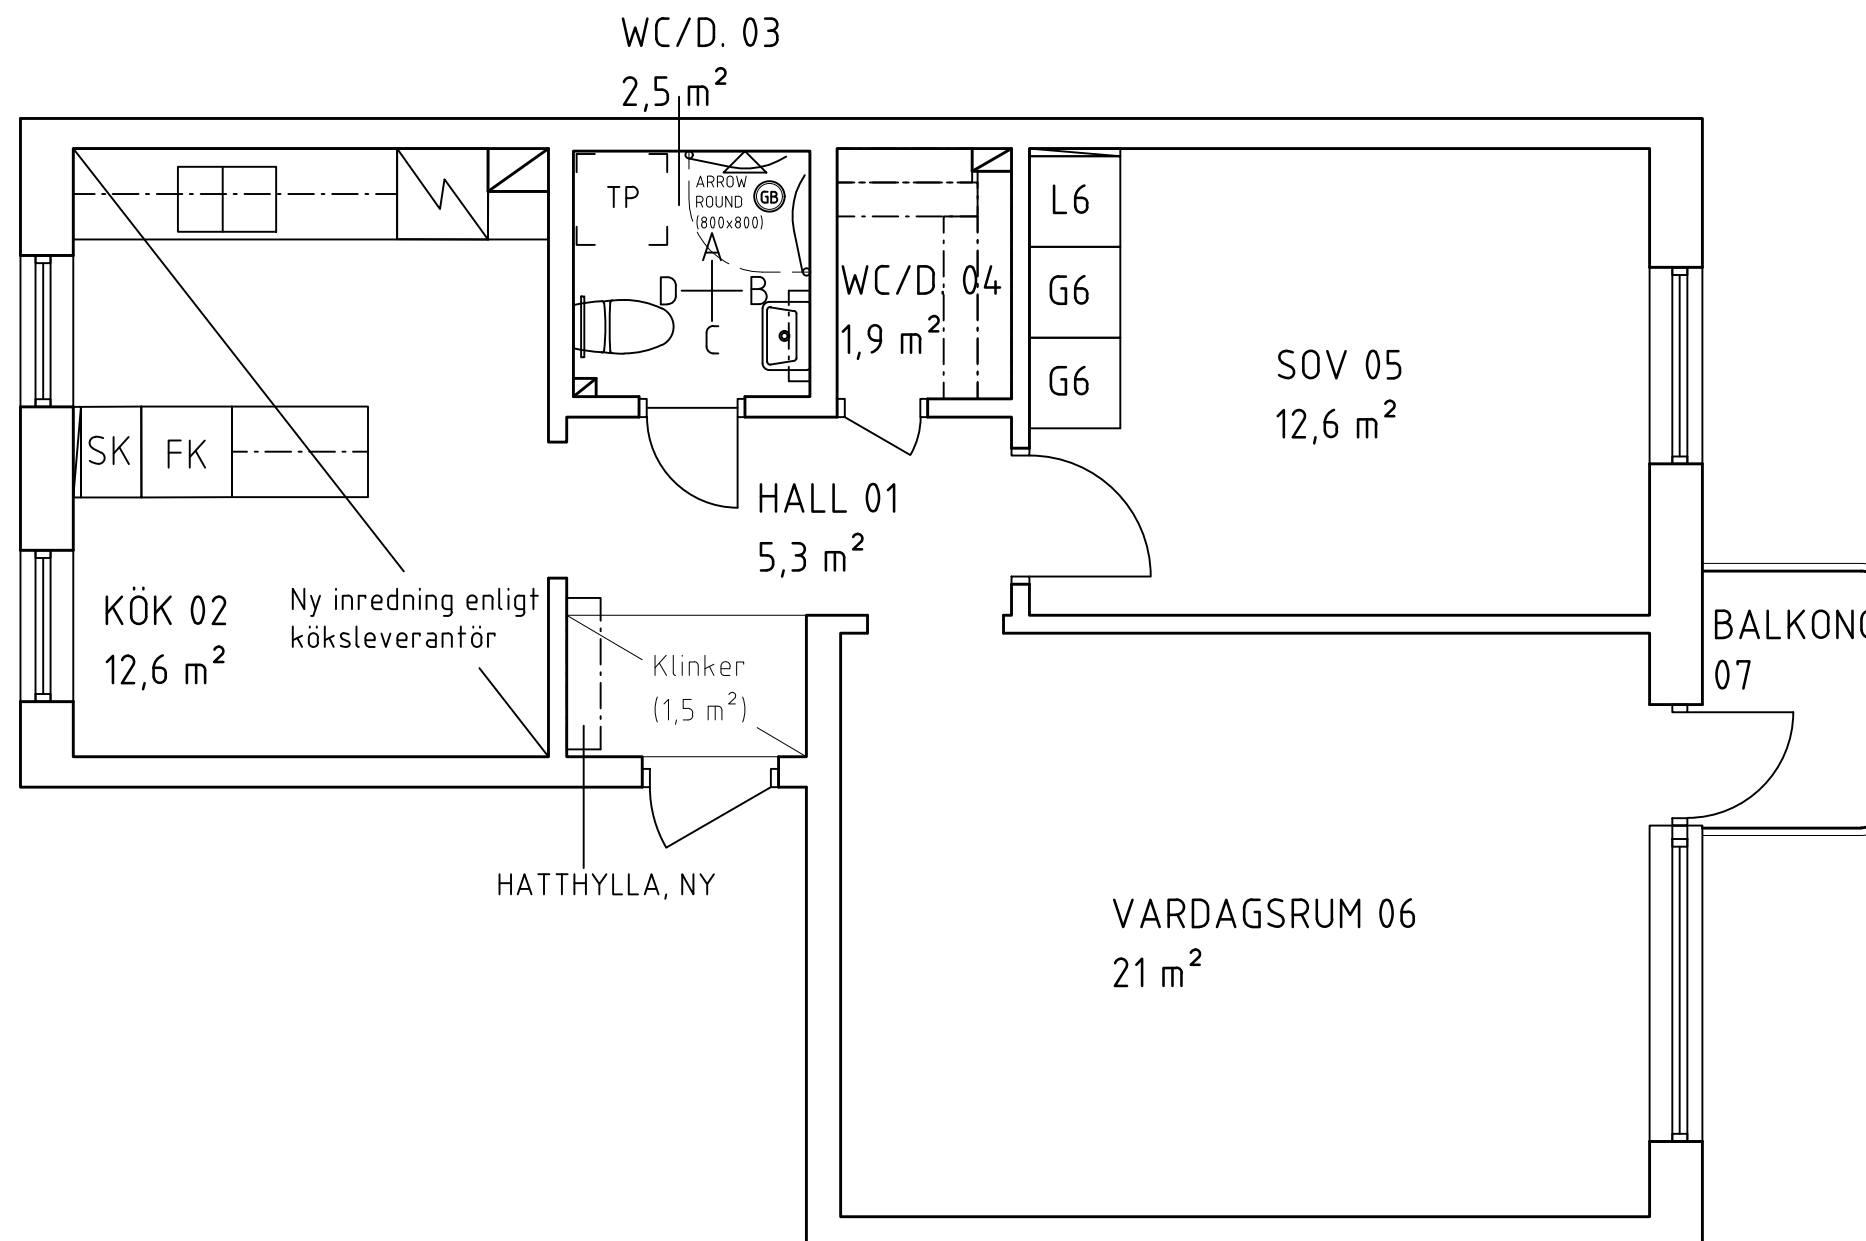 WC/D. 03
2,5 m²
TP
ARROW
ROUND
(800x800)
GB
A
D
B
C
WC/D. 04
1,9 m²
L6
G6
G6
SOV 05
12,6 m²
SK
FK
HALL 01
5,3 m²
KÖK 02
12,6 m²
Ny inredning enligt
köksleverantör
Klinker
(1,5 m²)
BALKONG
07
HATTHYLLA, NY
VARDAGSRUM 06
21 m²